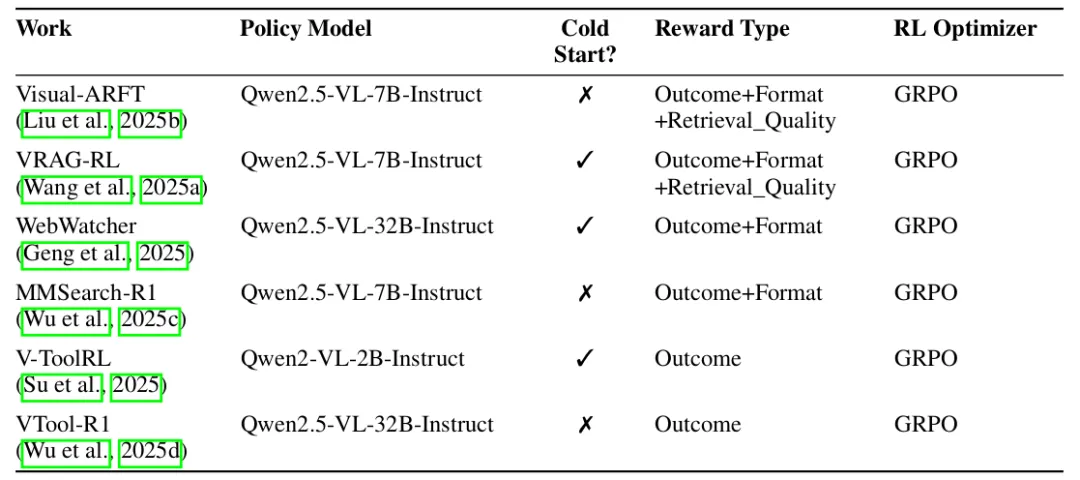 Work Policy Model Cold Start? Reward Type RL Optimizer
Visual-ARFT Qwen2.5-VL-7B-Instruct ✗ Outcome+Format GRPO
(Liu et al., 2025b) +Retrieval_Quality
VRAG-RL Qwen2.5-VL-7B-Instruct ✓ Outcome+Format GRPO
(Wang et al., 2025a) +Retrieval_Quality
WebWatcher Qwen2.5-VL-32B-Instruct ✓ Outcome+Format GRPO
(Geng et al., 2025)
MMSearch-R1 Qwen2.5-VL-7B-Instruct ✗ Outcome+Format GRPO
(Wu et al., 2025c)
V-ToolRL Qwen2-VL-2B-Instruct ✓ Outcome GRPO
(Su et al., 2025)
VTool-R1 Qwen2.5-VL-32B-Instruct ✗ Outcome GRPO
(Wu et al., 2025d)